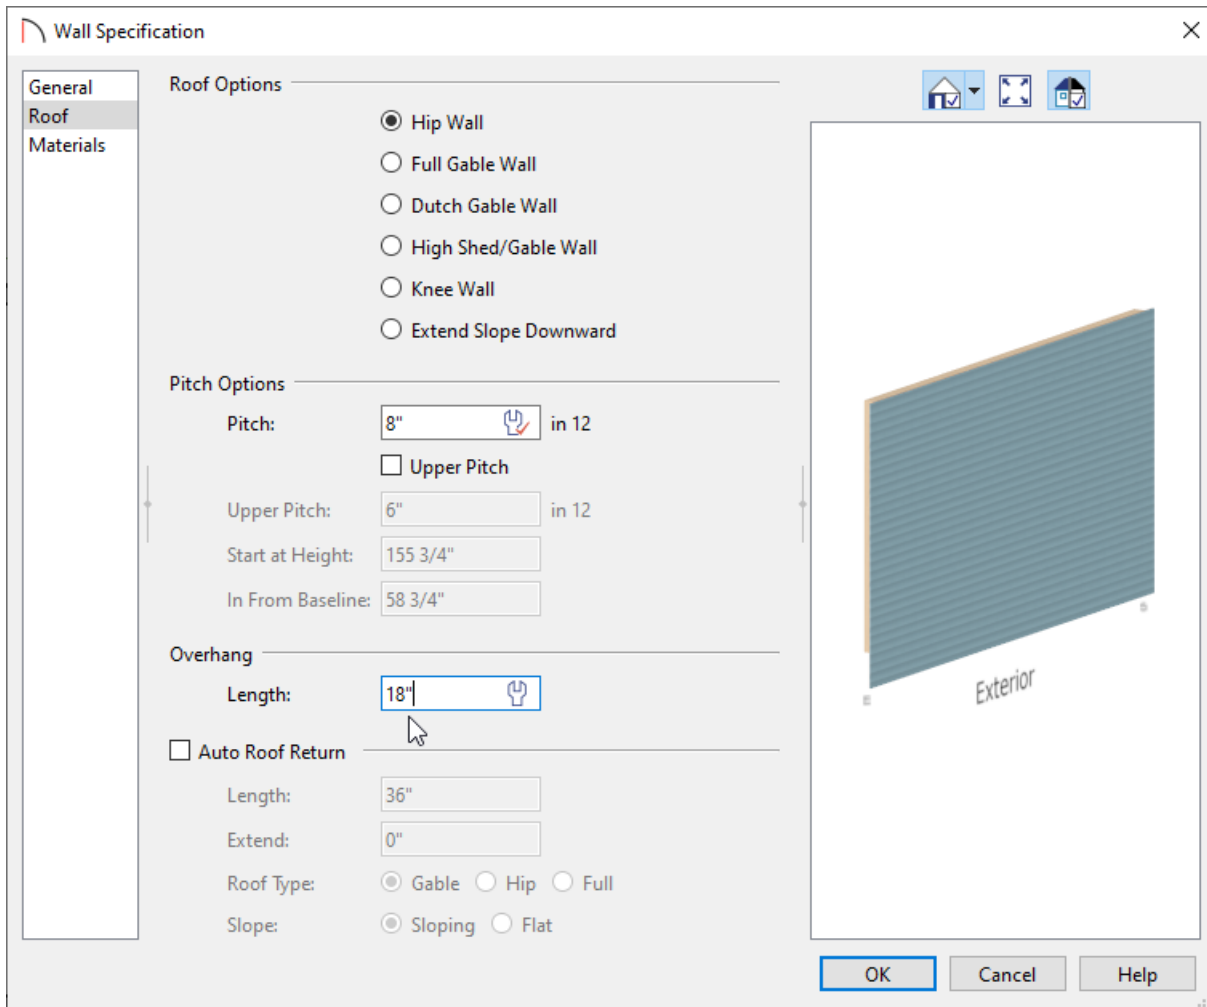 Wall Specification
General
Roof
Materials
Roof Options
Hip Wall
Full Gable Wall
Dutch Gable Wall
High Shed/Gable Wall
Knee Wall
Extend Slope Downward
Pitch Options
Pitch: 8" in 12
Upper Pitch
Upper Pitch: 6" in 12
Start at Height: 155 3/4"
In From Baseline: 58 3/4"
Overhang
Length: 18"
Auto Roof Return
Length: 36"
Extend: 0"
Roof Type: Gable Hip Full
Slope: Sloping Flat
Exterior
OK Cancel Help